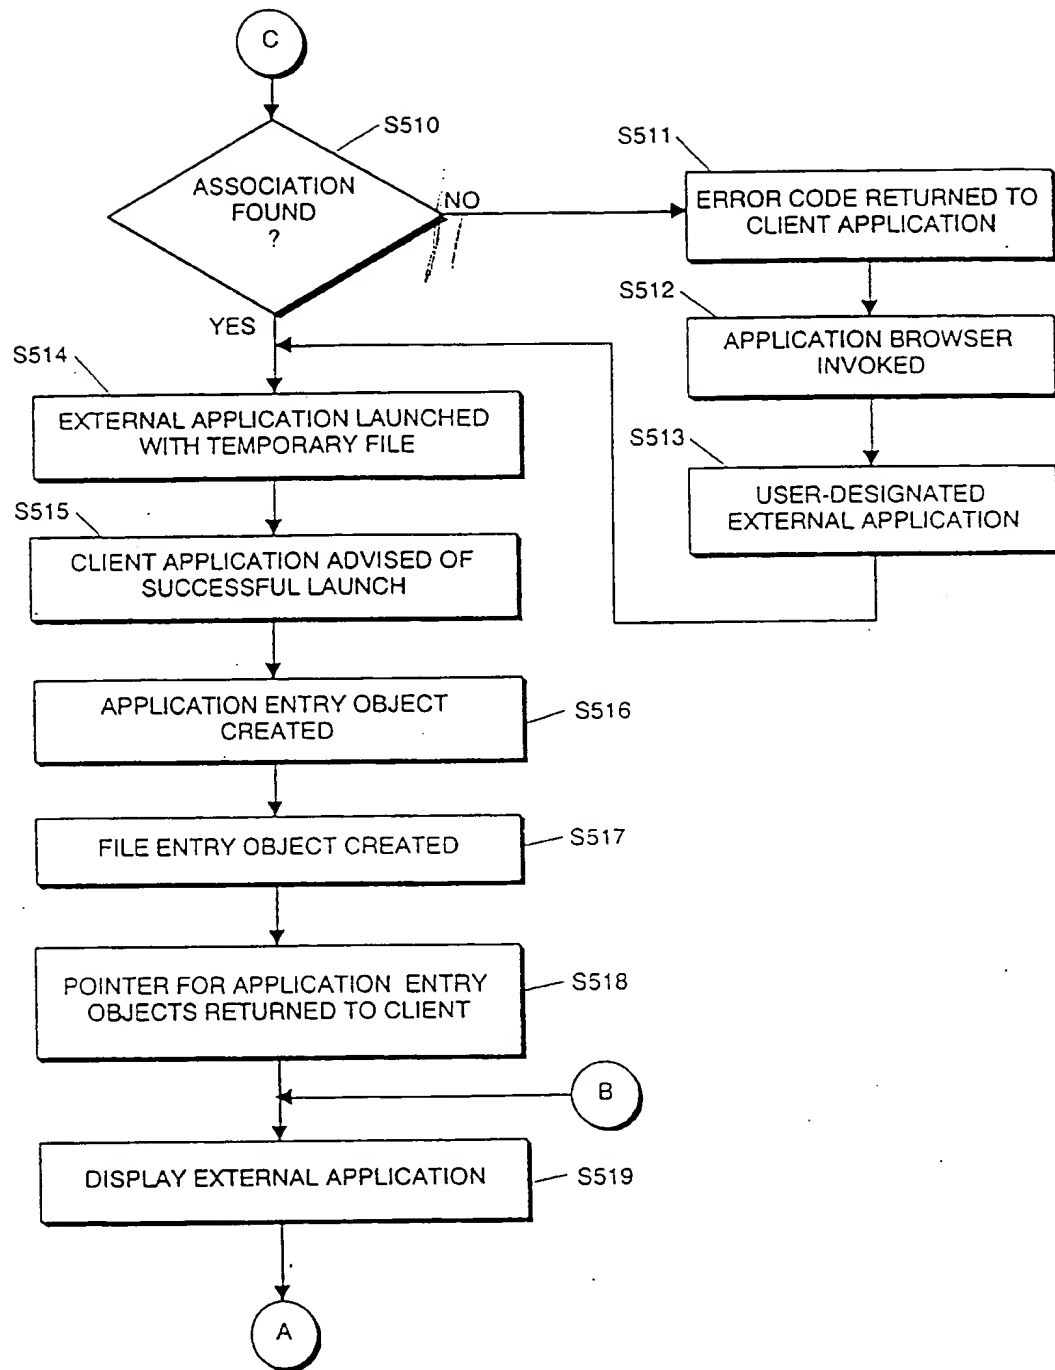 C
S510
ASSOCIATION
FOUND
?
NO
YES
S511
ERROR CODE RETURNED TO
CLIENT APPLICATION
S512
APPLICATION BROWSER
INVOKED
S513
USER-DESIGNATED
EXTERNAL APPLICATION
S514
EXTERNAL APPLICATION LAUNCHED
WITH TEMPORARY FILE
S515
CLIENT APPLICATION ADVISED OF
SUCCESSFUL LAUNCH
APPLICATION ENTRY OBJECT
CREATED
S516
FILE ENTRY OBJECT CREATED
S517
POINTER FOR APPLICATION ENTRY
OBJECTS RETURNED TO CLIENT
S518
B
DISPLAY EXTERNAL APPLICATION
S519
A